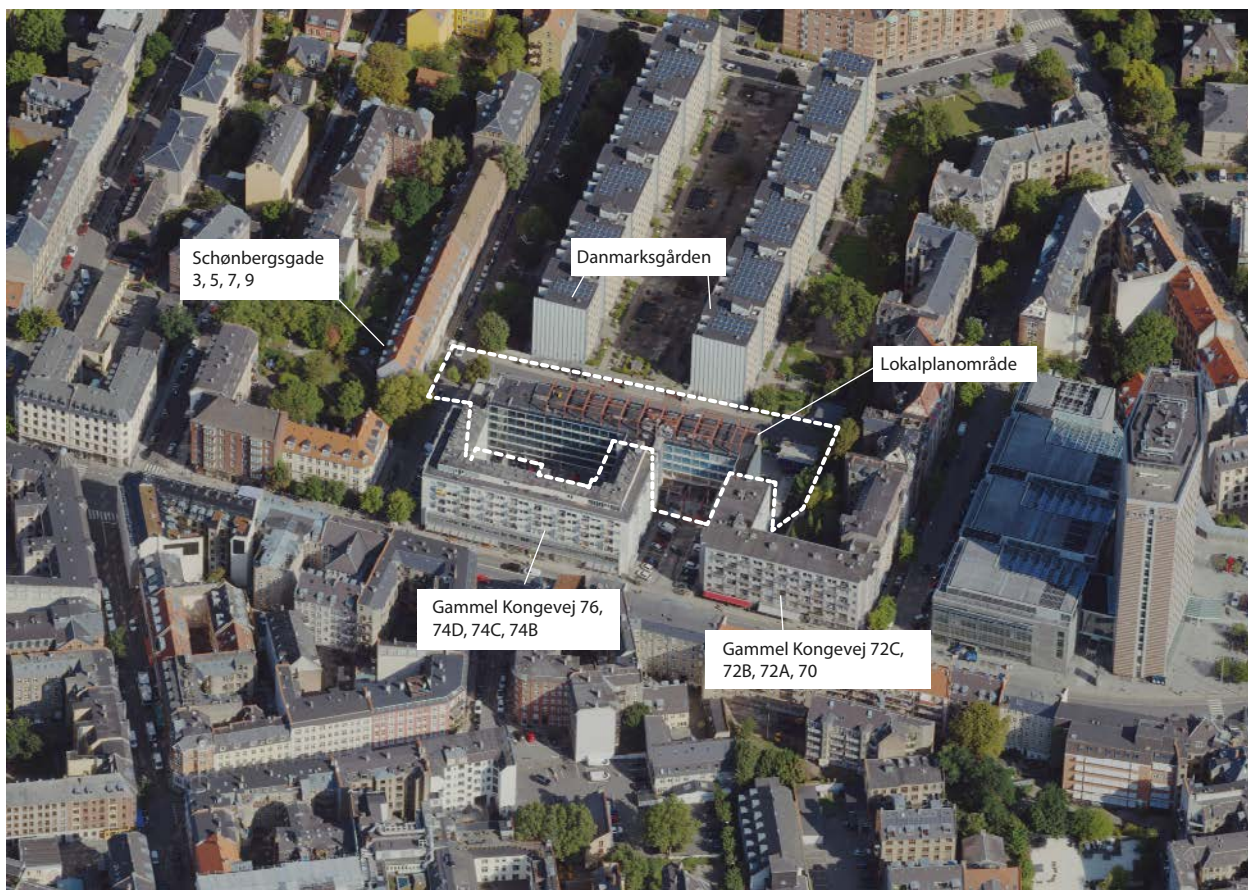 Schønbergsgade
3, 5, 7, 9
Danmarksgården
Lokalplanområde
Gammel Kongevej 76,
74D, 74C, 74B
Gammel Kongevej 72C,
72B, 72A, 70